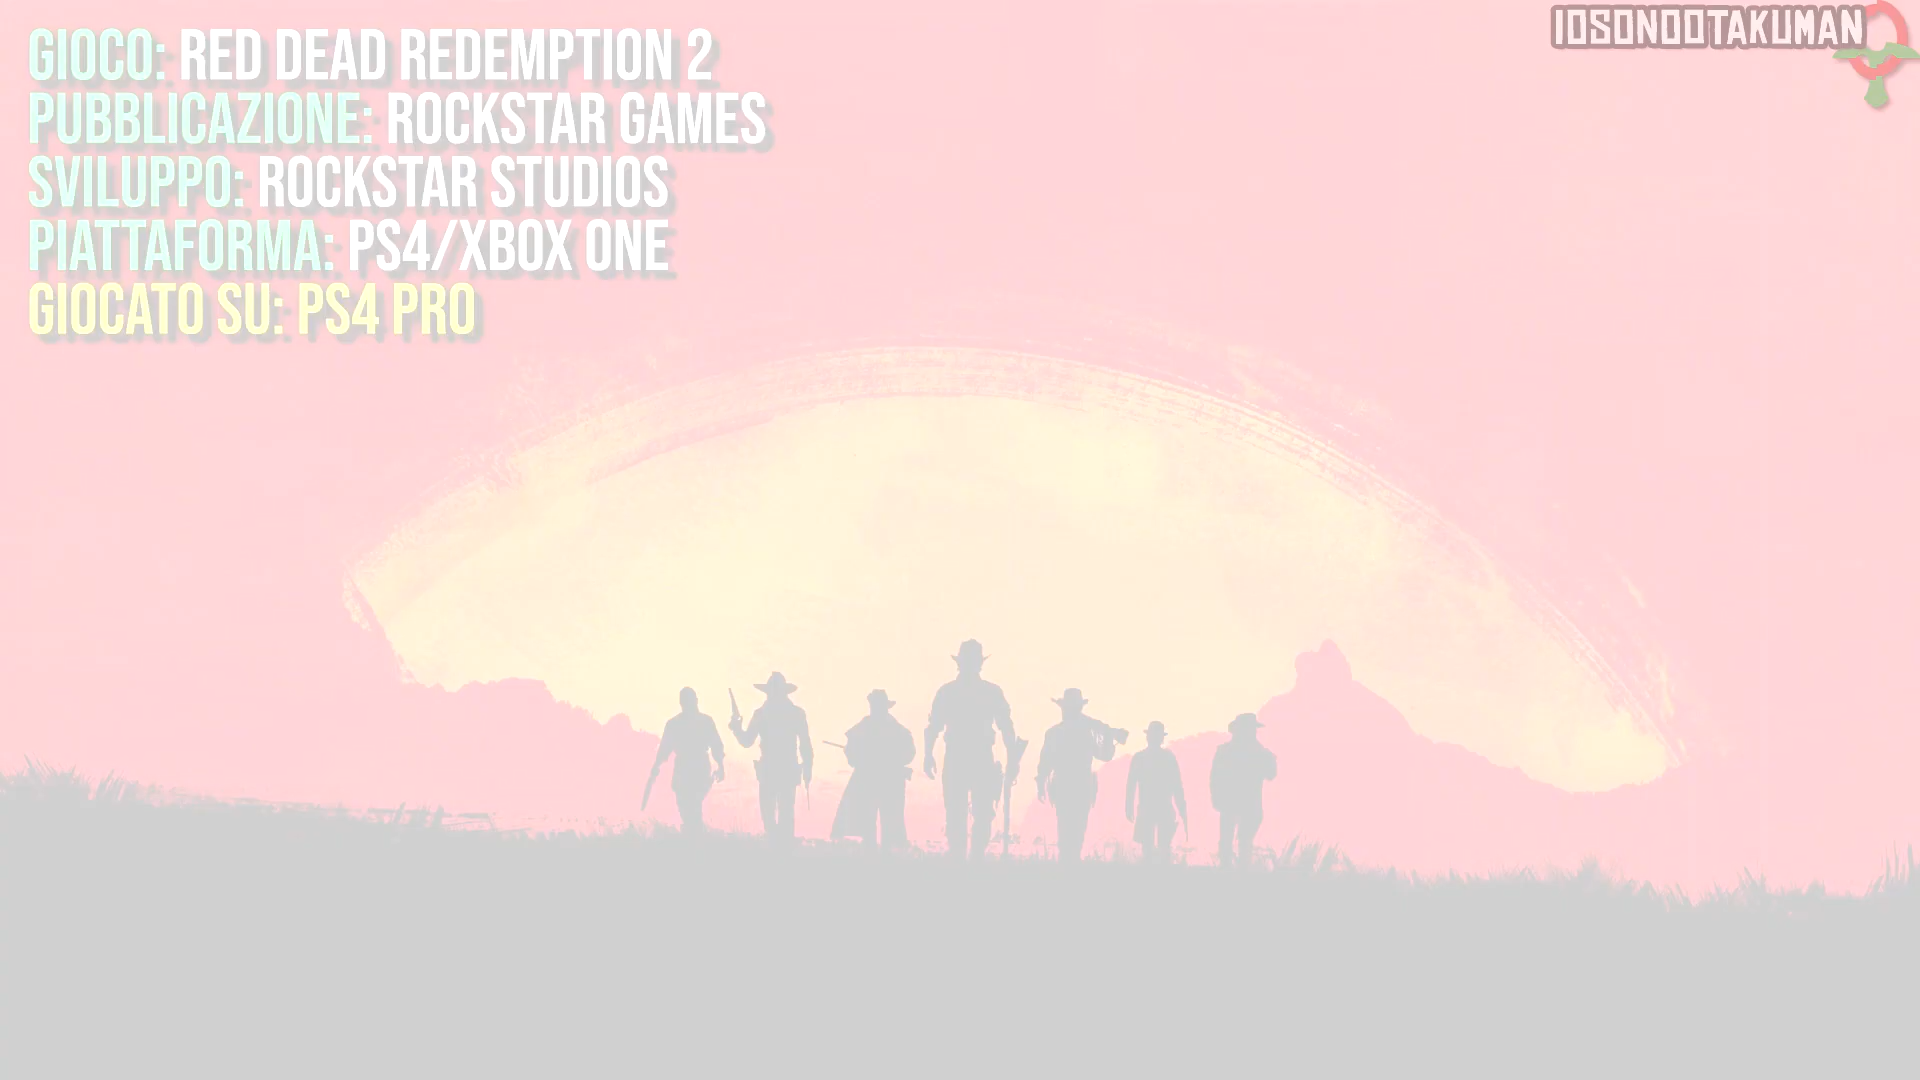 GIOCO: RED DEAD REDEMPTION 2
PUBBLICAZIONE: ROCKSTAR GAMES
SVILUPPO: ROCKSTAR STUDIOS
PIATTAFORMA: PS4/XBOX ONE
GIOCATO SU: PS4 PRO
IOSONOOTAKUMAN